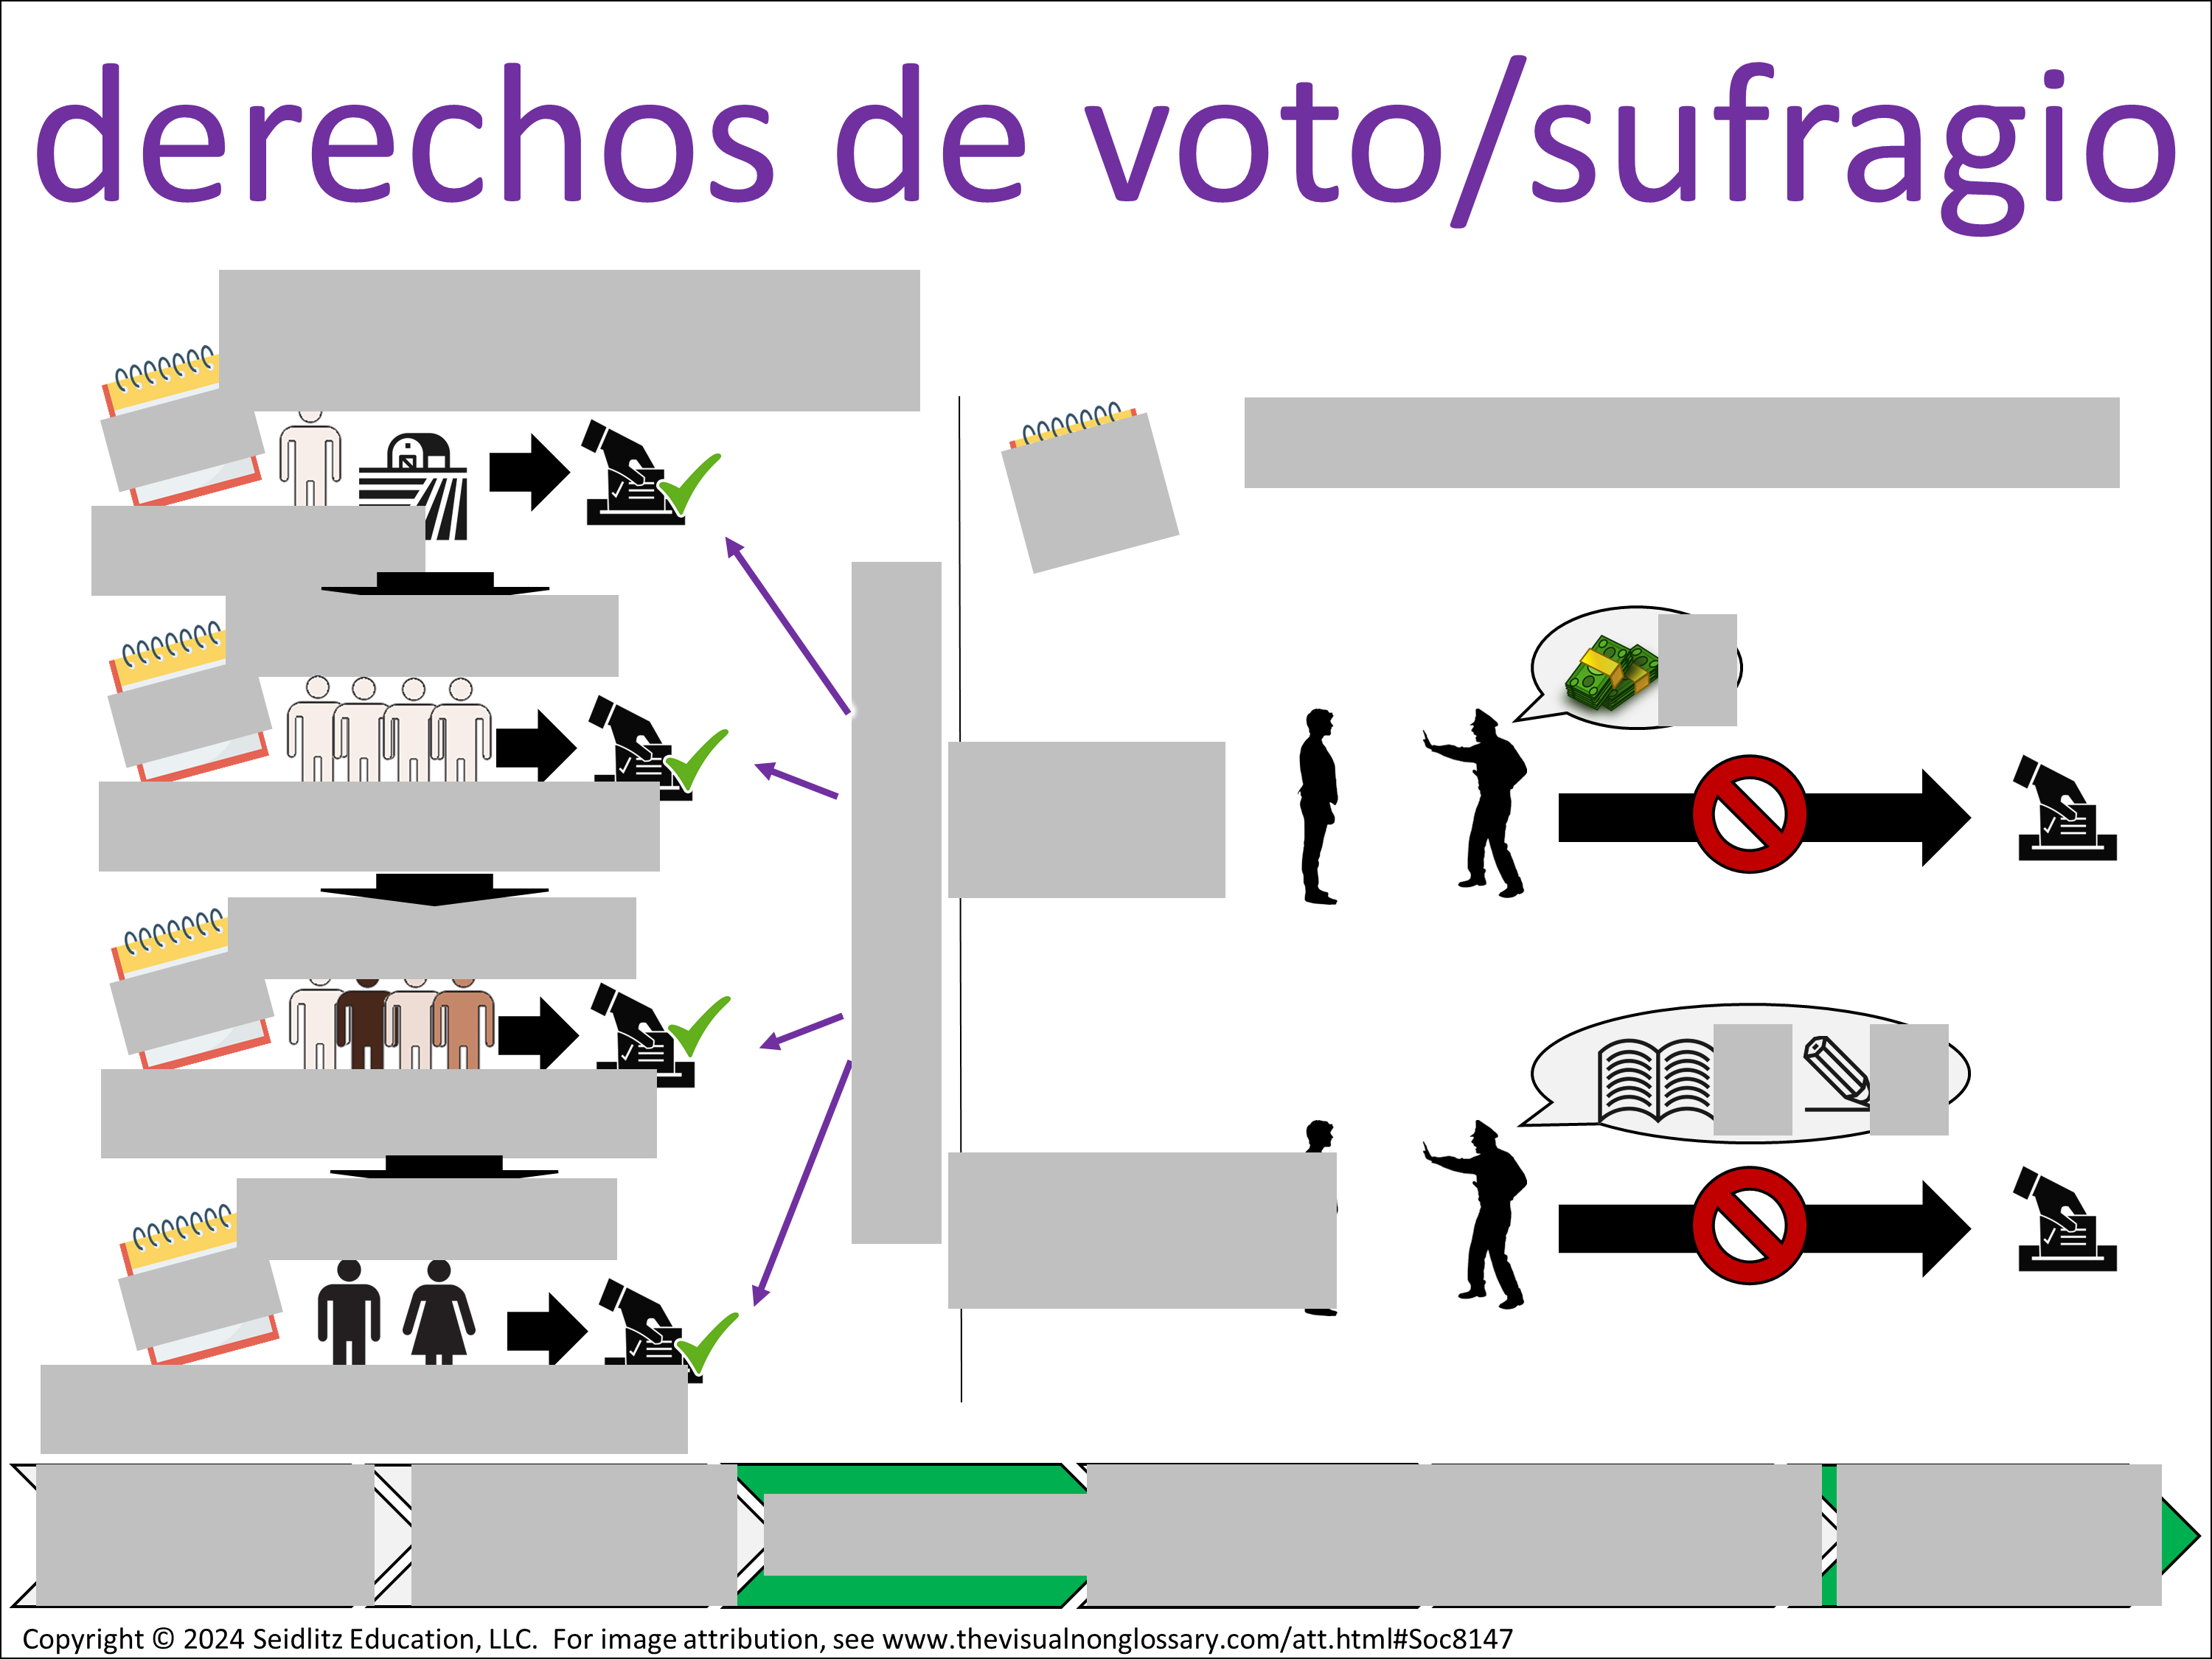 derechos de voto/sufragio
Copyright © 2024 Seidlitz Education, LLC.  For image attribution, see www.thevisualnonglossary.com/att.html#Soc8147